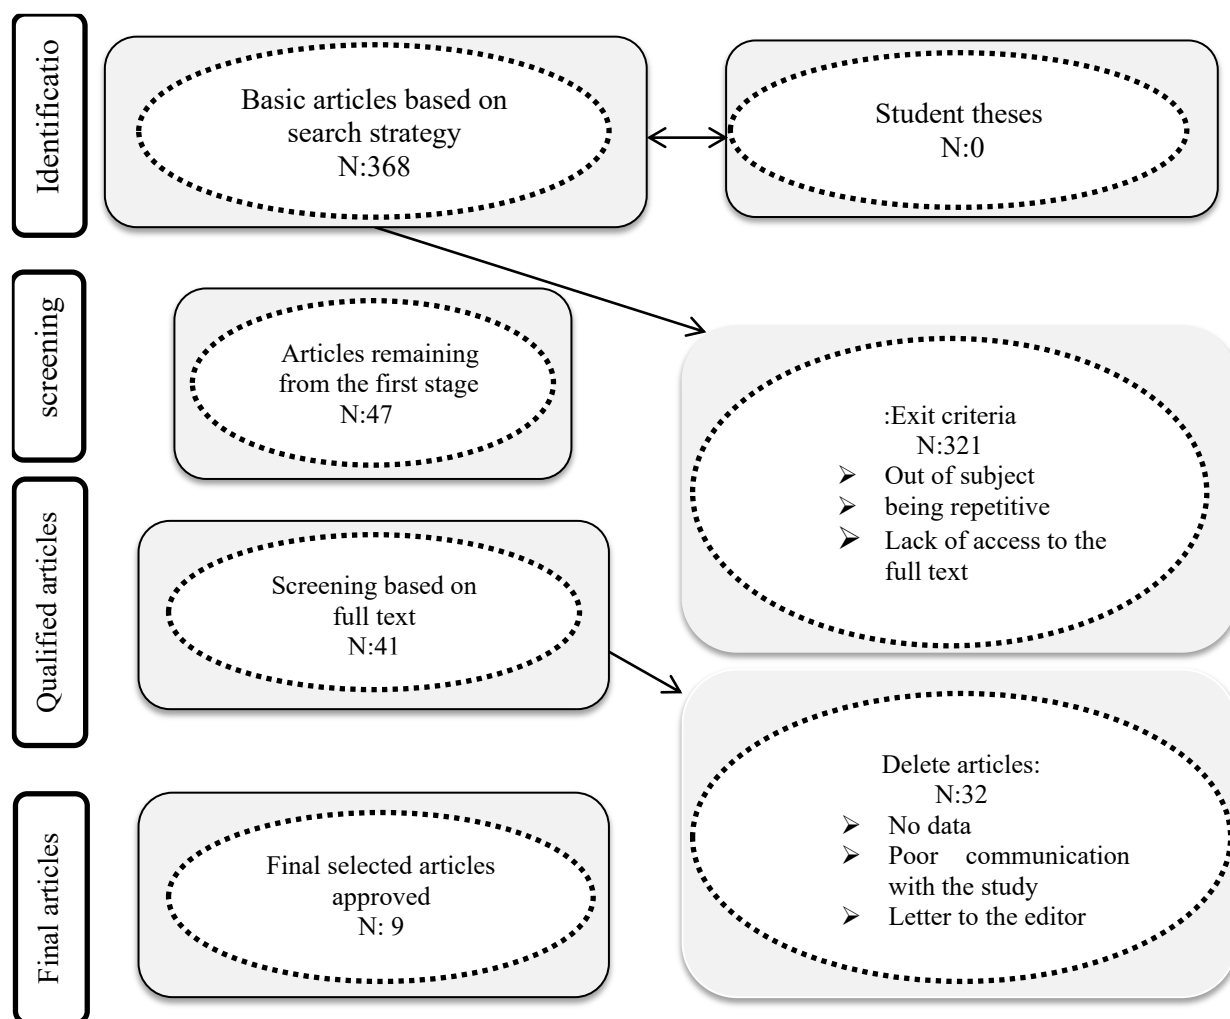 Identificatio
Basic articles based on
search strategy
N:368
Student theses
N:0
screening
Articles remaining
from the first stage
N:47
:Exit criteria
N:321
➢ Out of subject
➢ being repetitive
➢ Lack of access to the
full text
Qualified articles
Screening based on
full text
N:41
Delete articles:
N:32
➢ No data
➢ Poor communication
with the study
➢ Letter to the editor
Final articles
Final selected articles
approved
N: 9